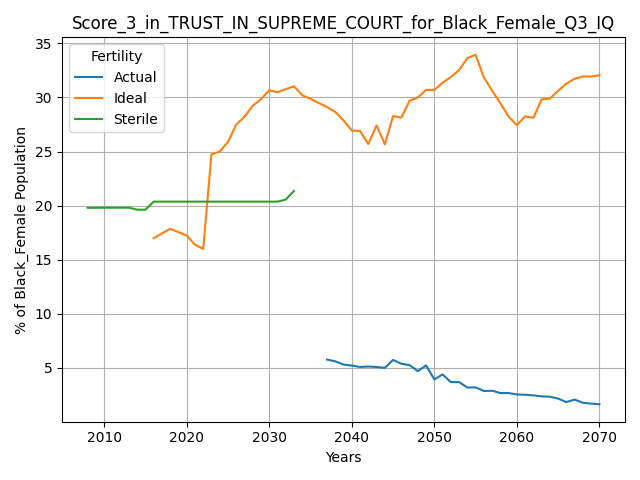 Score_3_in_TRUST_IN_SUPREME_COURT_for_Black_Female_Q3_IQ
Fertility
Actual
Ideal
Sterile
% of Black_Female Population
35
30
25
20
15
10
5
2010 2020 2030 2040 2050 2060 2070
Years